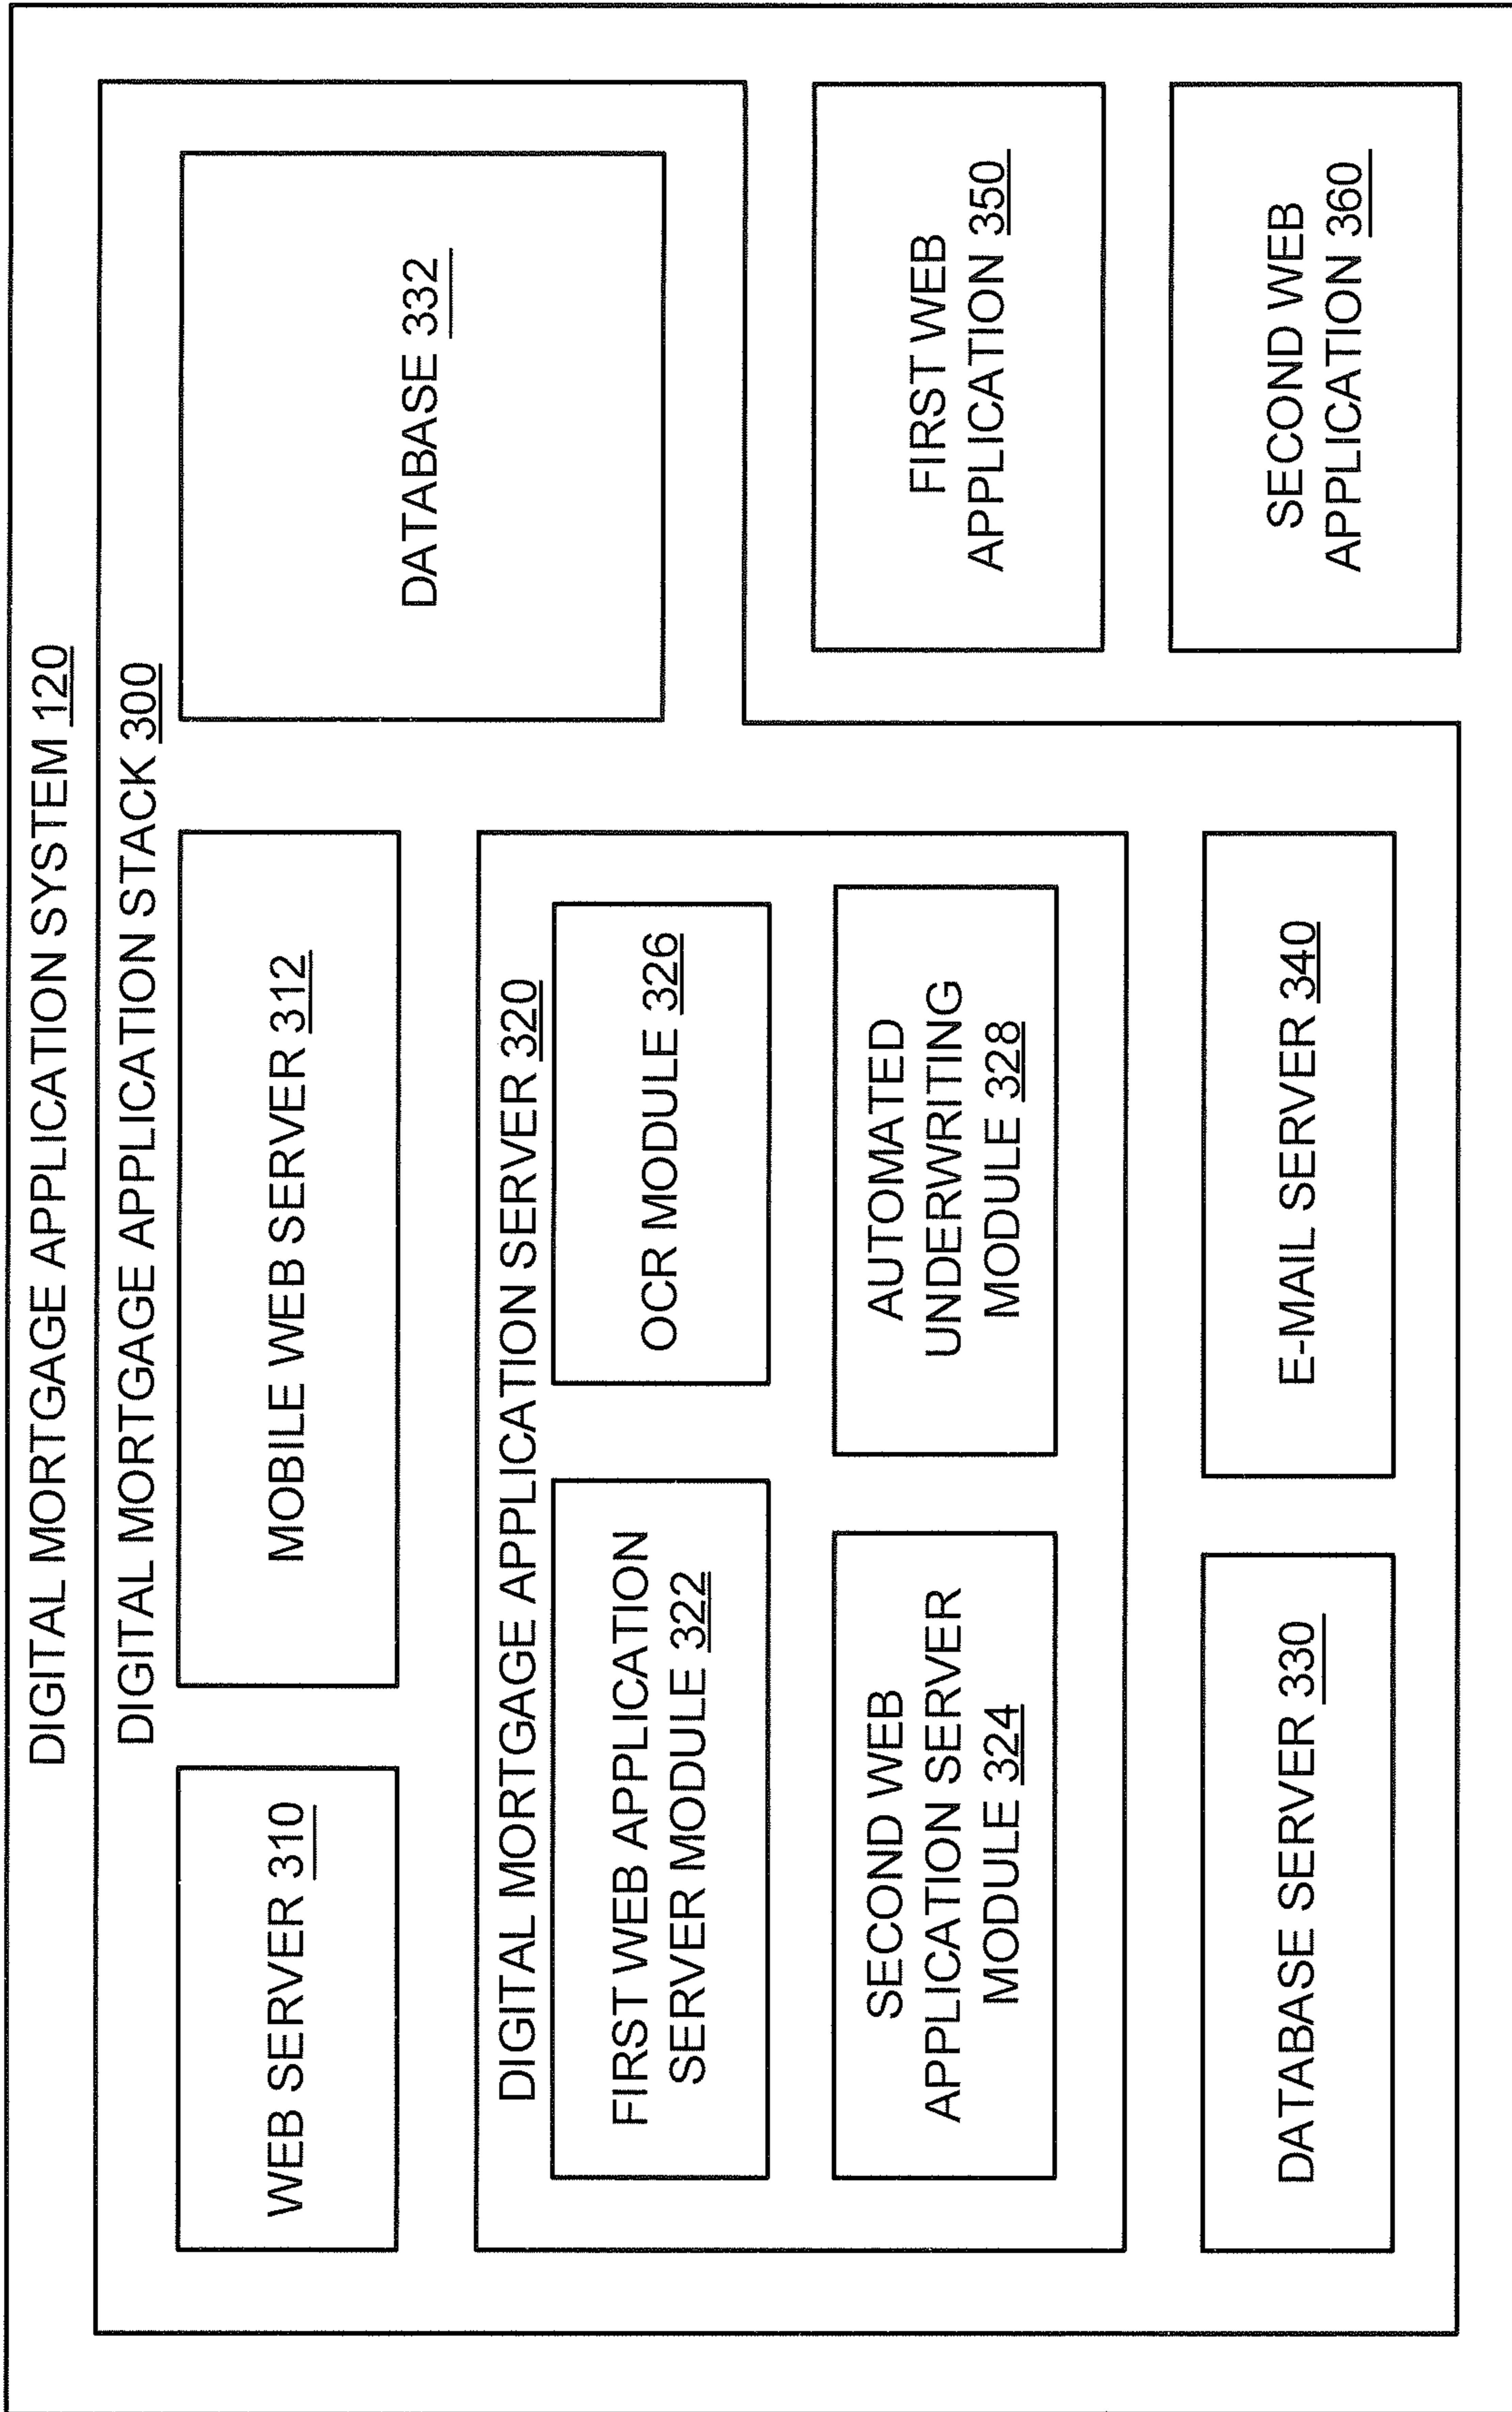 DIGITAL MORTGAGE APPLICATION SYSTEM 120
DIGITAL MORTGAGE APPLICATION STACK 300
WEB SERVER 310
MOBILE WEB SERVER 312
DATABASE 332
DIGITAL MORTGAGE APPLICATION SERVER 320
FIRST WEB APPLICATION
SERVER MODULE 322
OCR MODULE 326
SECOND WEB
APPLICATION SERVER
MODULE 324
AUTOMATED
UNDERWRITING
MODULE 328
DATABASE SERVER 330
E-MAIL SERVER 340
FIRST WEB
APPLICATION 350
SECOND WEB
APPLICATION 360